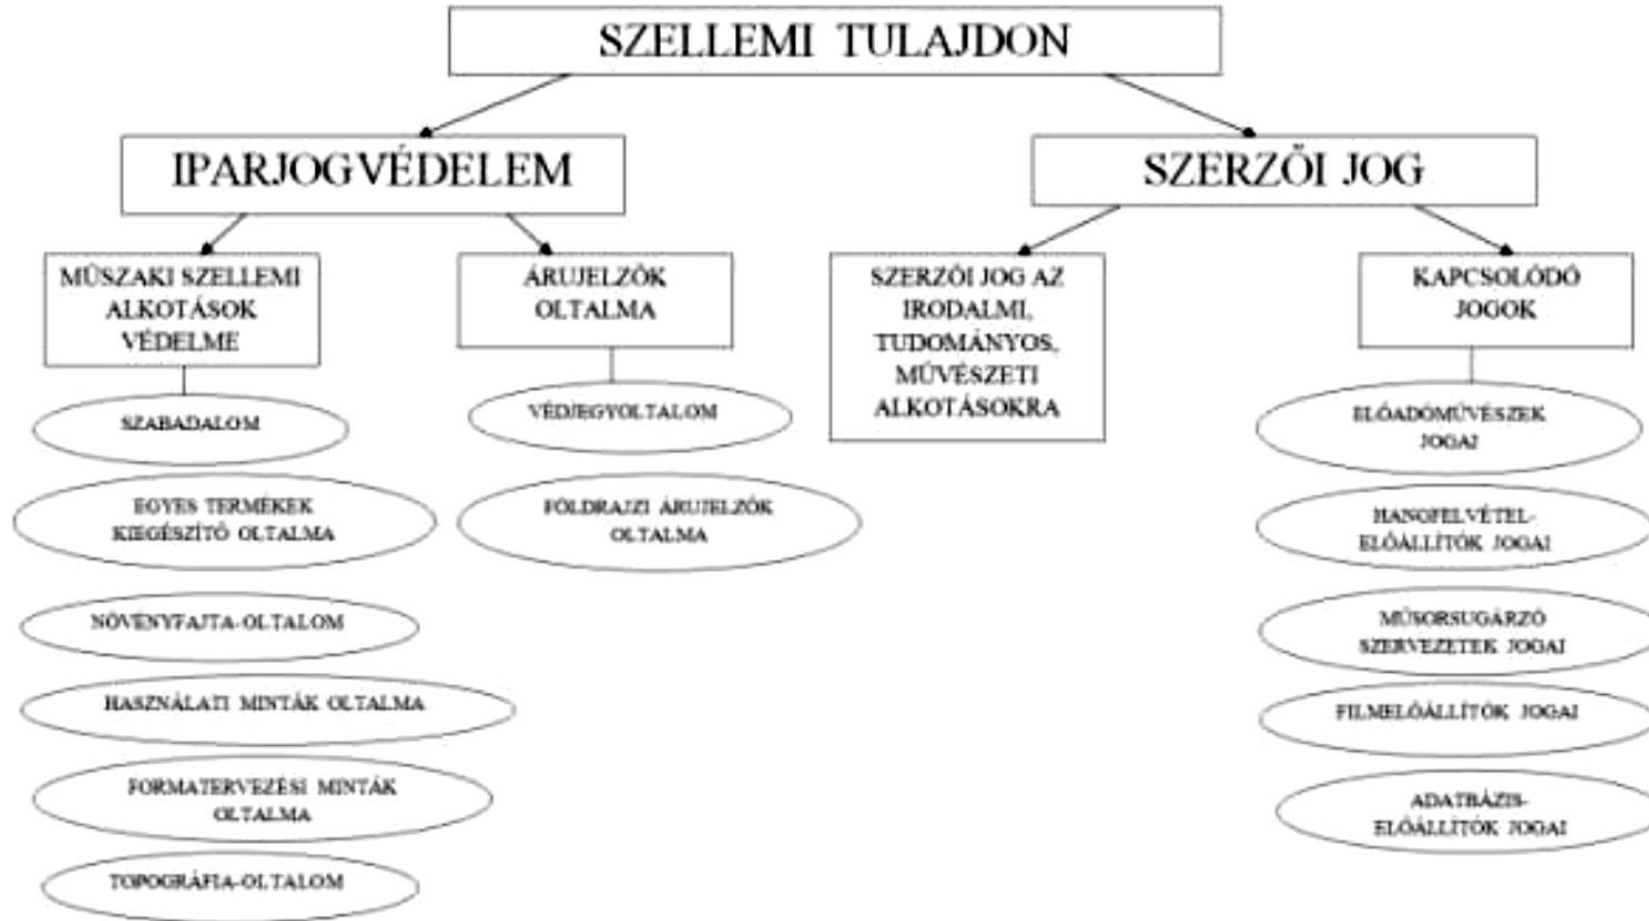 SZELLEMI TULAJDON
IPARJOGVÉDELEM
SZERZŐI JOG
MŰSZAKI SZELLEMI
ALKOTÁSOK
VÉDELME
ÁRUJELZŐK
OLTALMA
SZERZŐI JOG AZ
IRODALMI,
TUDOMÁNYOS,
MŰVÉSZETI
ALKOTÁSOKRA
KAPCSOLÓDÓ
JOGOK
SZABADALOM
EGYES TERMÉKEK
KIEGÉSZÍTŐ OLTALMA
NÖVÉNYFAJTA-OLTALOM
HASZNÁLATI MINTÁK OLTALMA
FORMATERVEZÉSI MINTÁK
OLTALMA
TOPOGRÁFIA-OLTALOM
VÉDJEGYOLTALOM
FÖLDRAJZI ÁRUJELZŐK
OLTALMA
ELŐADÓMŰVÉSZEK
JOGAI
HANGFELVÉTEL-
ELŐÁLLÍTÓK JOGAI
MŰSORSUGÁRZÓ
SZERVEZETEK JOGAI
FILMELŐÁLLÍTÓK JOGAI
ADATBÁZIS-
ELŐÁLLÍTÓK JOGAI